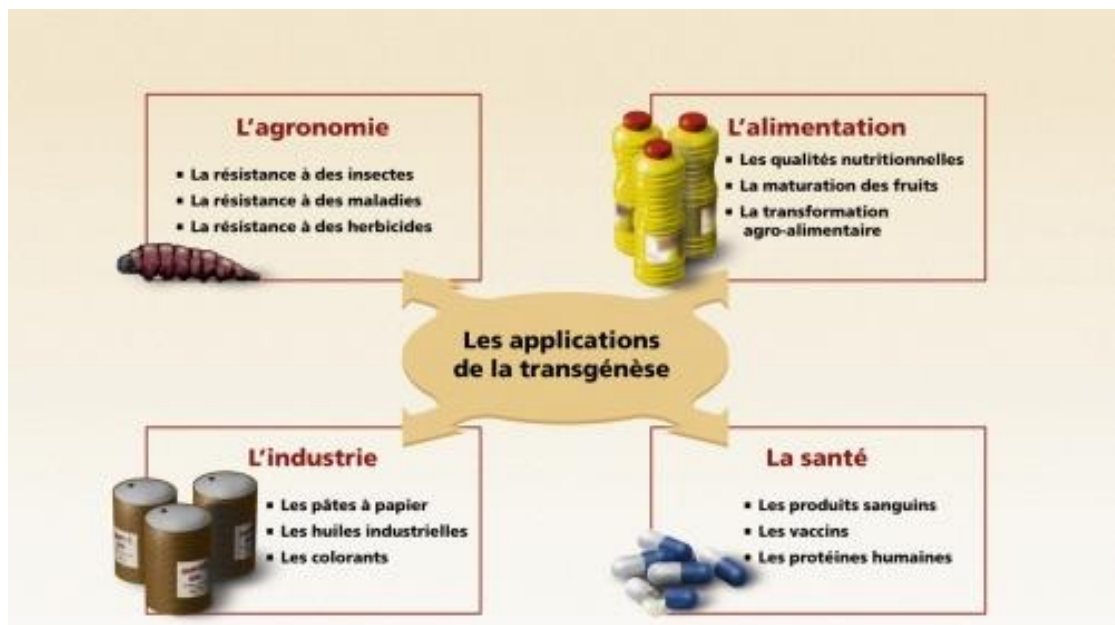 L'agronomie
▪ La résistance à des insectes
▪ La résistance à des maladies
▪ La résistance à des herbicides
L'alimentation
▪ Les qualités nutritionnelles
▪ La maturation des fruits
▪ La transformation
agro-alimentaire
Les applications
de la transgénèse
L'industrie
▪ Les pâtes à papier
▪ Les huiles industrielles
▪ Les colorants
La santé
▪ Les produits sanguins
▪ Les vaccins
▪ Les protéines humaines